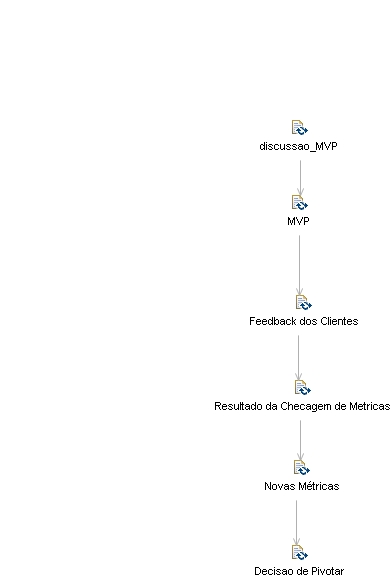 discussao_MVP
MVP
Feedback dos Clientes
Resultado da Checagem de Metricas
Novas Métricas
Decisao de Pivotar